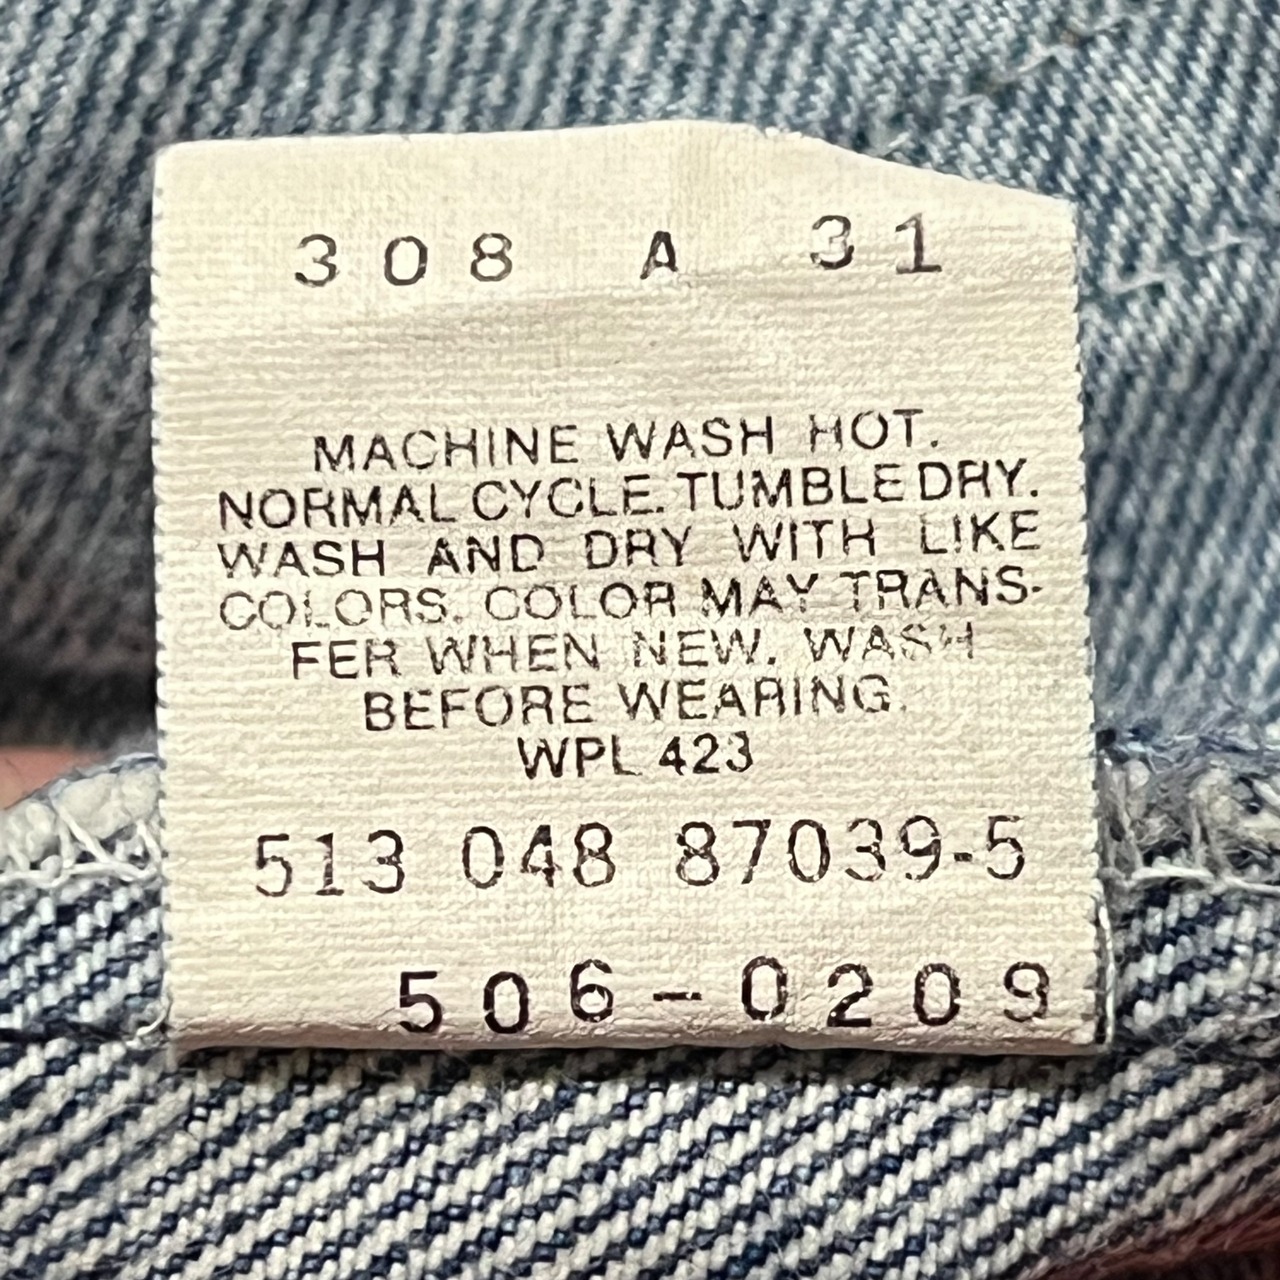 308 A 31
MACHINE WASH HOT.
NORMAL CYCLE. TUMBLE DRY.
WASH AND DRY WITH LIKE
COLORS. COLOR MAY TRANS-
FER WHEN NEW. WASH
BEFORE WEARING.
WPL 423
513 048 87039-5
506-0209